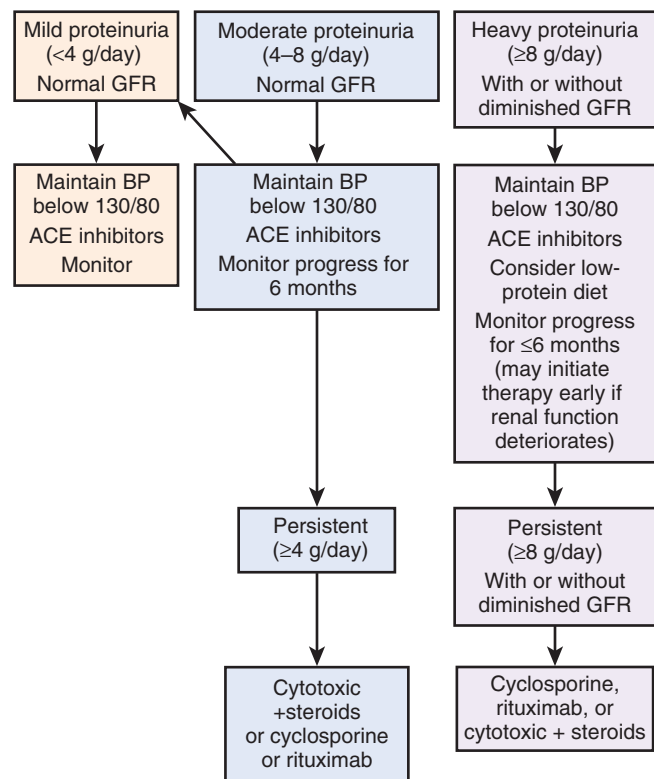 Mild proteinuria
(<4 g/day)
Normal GFR
Moderate proteinuria
(4–8 g/day)
Normal GFR
Heavy proteinuria
(≥8 g/day)
With or without
diminished GFR
Maintain BP
below 130/80
ACE inhibitors
Monitor
Maintain BP
below 130/80
ACE inhibitors
Monitor progress for
6 months
Maintain BP
below 130/80
ACE inhibitors
Consider low-
protein diet
Monitor progress
for ≤6 months
(may initiate
therapy early if
renal function
deteriorates)
Persistent
(≥4 g/day)
Persistent
(≥8 g/day)
With or without
diminished GFR
Cytotoxic
+steroids
or cyclosporine
or rituximab
Cyclosporine,
rituximab, or
cytotoxic + steroids